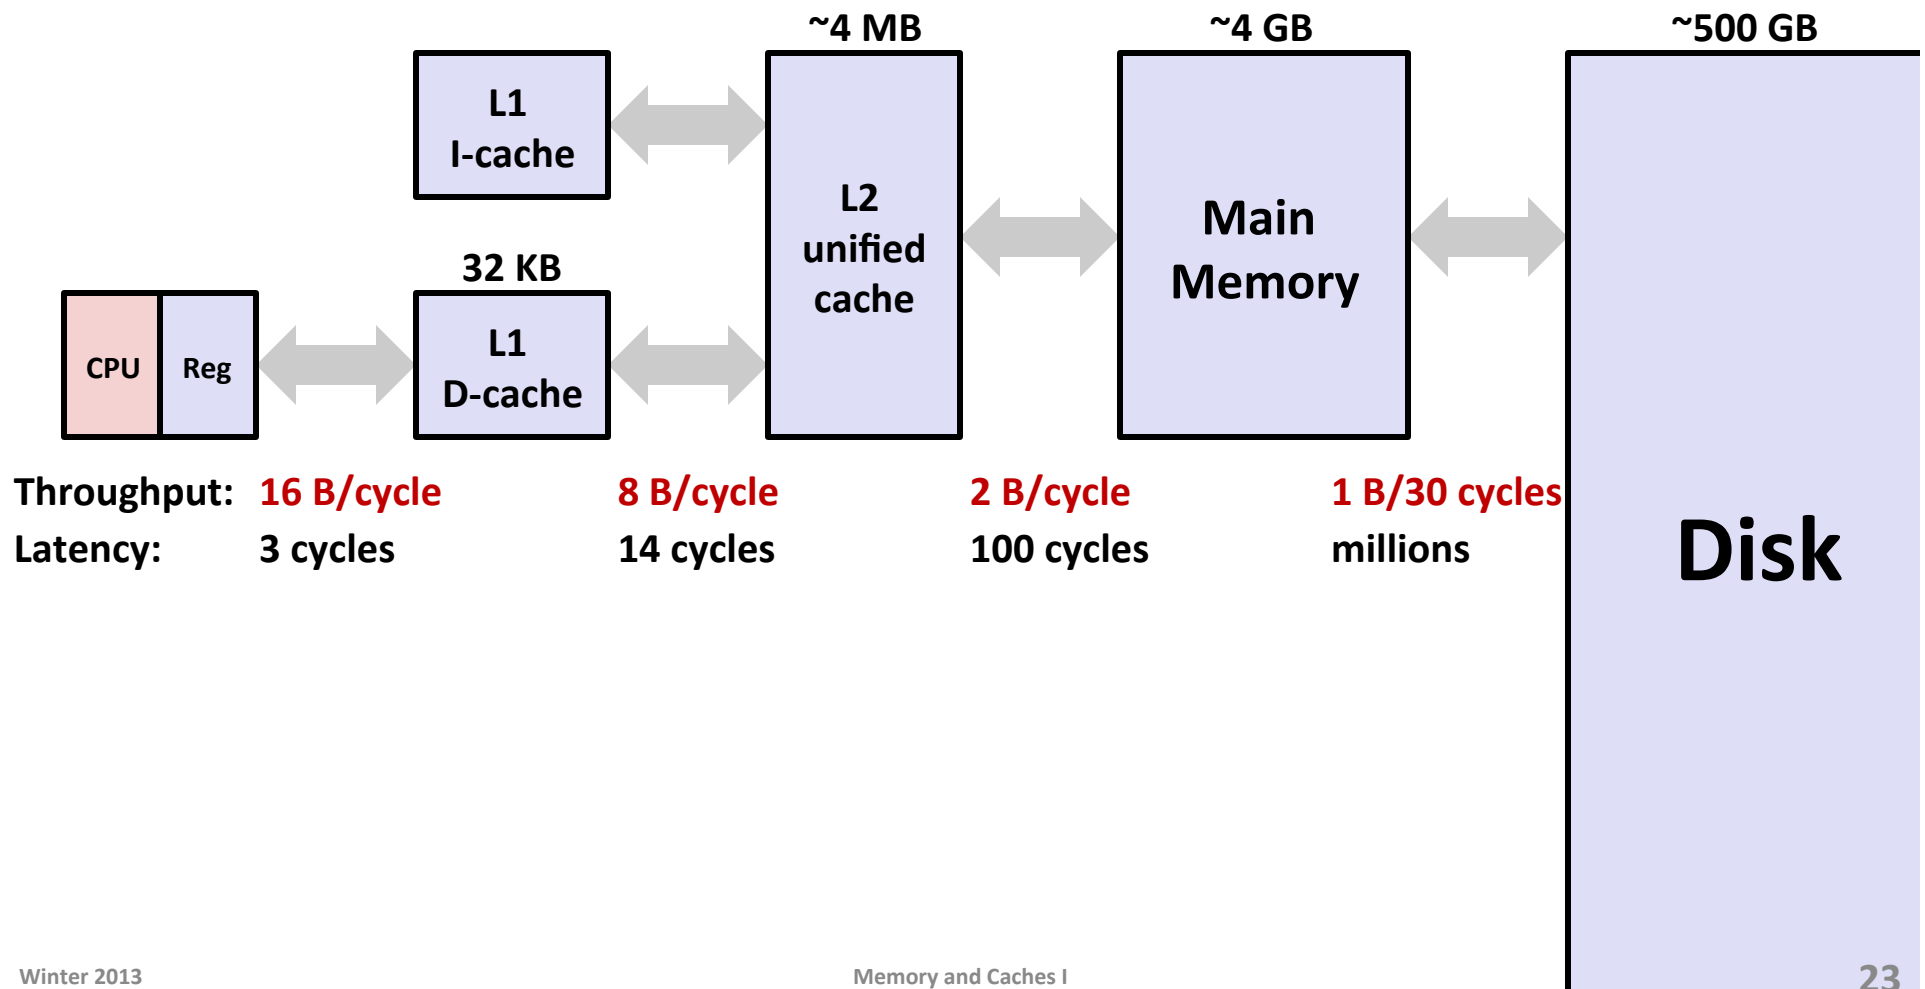 ~4 MB
~4 GB
~500 GB
L1
I-cache
L2
unified
cache
Main
Memory
32 KB
CPU
Reg
L1
D-cache
Throughput: 16 B/cycle 8 B/cycle 2 B/cycle 1 B/30 cycles
Latency: 3 cycles 14 cycles 100 cycles millions
Disk
Winter 2013
Memory and Caches I
23